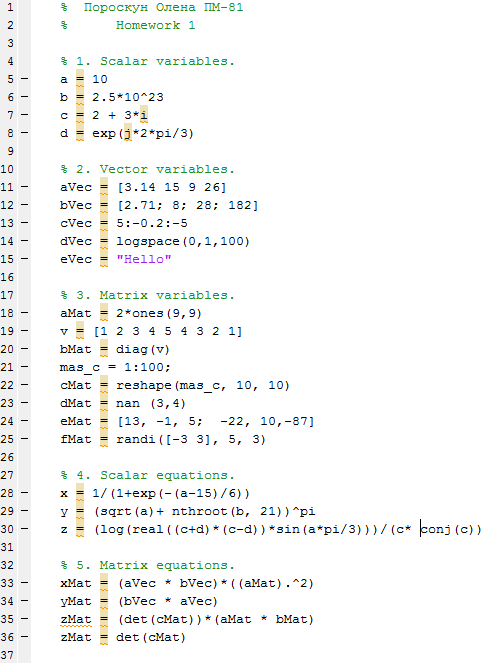 1 % Пороскун Олена ПМ-81
2 % Homework 1
3
4 % 1. Scalar variables.
5 – a = 10
6 – b = 2.5*10^23
7 – c = 2 + 3*i
8 – d = exp(j*2*pi/3)
9
10 % 2. Vector variables.
11 – aVec = [3.14 15 9 26]
12 – bVec = [2.71; 8; 28; 182]
13 – cVec = 5:-0.2:-5
14 – dVec = logspace(0,1,100)
15 – eVec = "Hello"
16
17 % 3. Matrix variables.
18 – aMat = 2*ones(9,9)
19 – v = [1 2 3 4 5 4 3 2 1]
20 – bMat = diag(v)
21 – mas_c = 1:100;
22 – cMat = reshape(mas_c, 10, 10)
23 – dMat = nan (3,4)
24 – eMat = [13, -1, 5;  -22, 10,-87]
25 – fMat = randi([-3 3], 5, 3)
26
27 % 4. Scalar equations.
28 – x = 1/(1+exp(-(a-15)/6))
29 – y = (sqrt(a)+ nthroot(b, 21))^pi
30 – z = (log(real((c+d)*(c-d))*sin(a*pi/3)))/(c* conj(c))
31
32 % 5. Matrix equations.
33 – xMat = (aVec * bVec)*((aMat).^2)
34 – yMat = (bVec * aVec)
35 – zMat = (det(cMat))*(aMat * bMat)
36 – zMat = det(cMat)
37